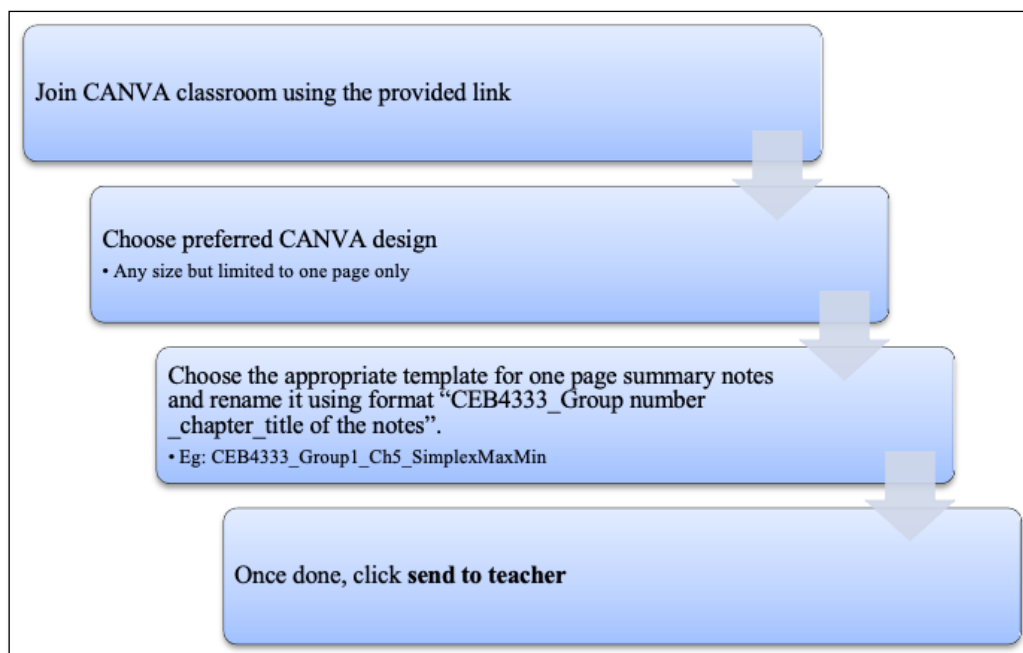 Join CANVA classroom using the provided link
Choose preferred CANVA design
• Any size but limited to one page only
Choose the appropriate template for one page summary notes
and rename it using format “CEB4333_Group number
_chapter_title of the notes”.
• Eg: CEB4333_Group1_Ch5_SimplexMaxMin
Once done, click send to teacher